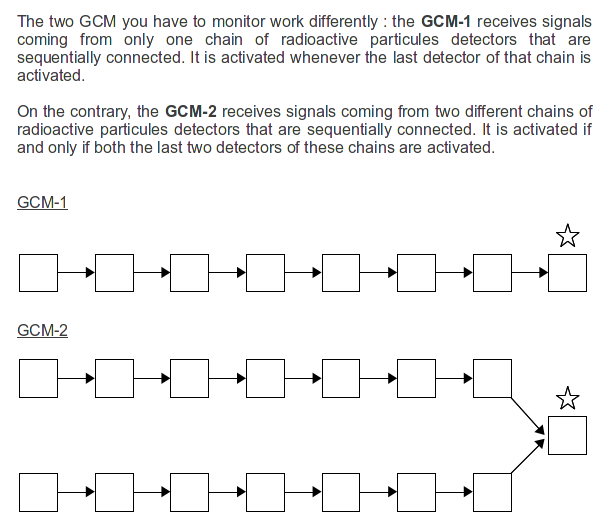 The two GCM you have to monitor work differently : the GCM-1 receives signals
coming from only one chain of radioactive particules detectors that are
sequentially connected. It is activated whenever the last detector of that chain is
activated.
On the contrary, the GCM-2 receives signals coming from two different chains of
radioactive particules detectors that are sequentially connected. It is activated if
and only if both the last two detectors of these chains are activated.
GCM-1
GCM-2